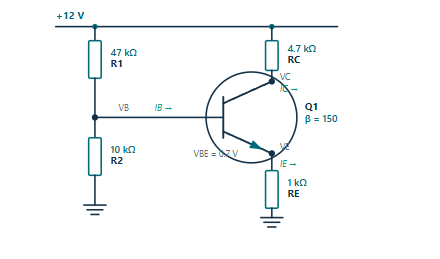 +12 V
47 kΩ
R1
4.7 kΩ
RC
VC
IC →
VB
IB →
Q1
β = 150
VE
VBE = 0.7 V
IE →
10 kΩ
R2
1 kΩ
RE